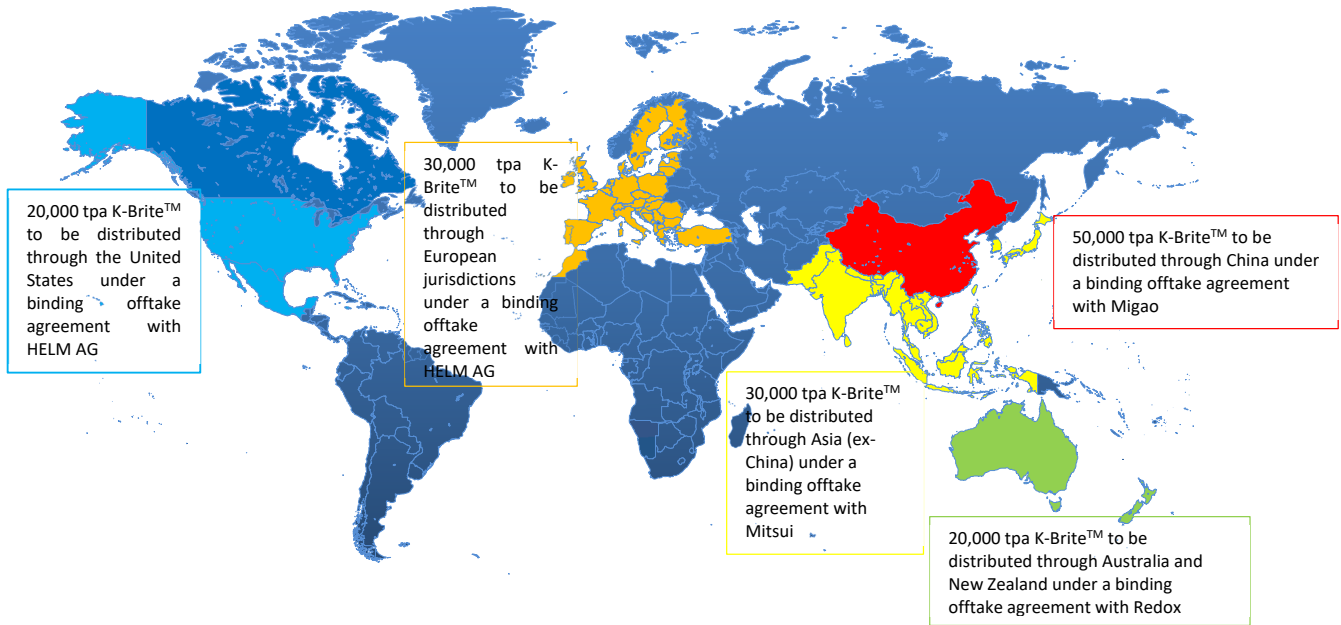 20,000 tpa K-Brite™
to be distributed
through the United
States under a
binding offtake
agreement with
HELM AG
30,000 tpa K-
Brite™ to be
distributed
through
European
jurisdictions
under a binding
offtake
agreement with
HELM AG
50,000 tpa K-Brite™ to be
distributed through China under
a binding offtake agreement
with Migao
30,000 tpa K-Brite™
to be distributed
through Asia (ex-
China) under a
binding offtake
agreement with
Mitsui
20,000 tpa K-Brite™ to be
distributed through Australia and
New Zealand under a binding
offtake agreement with Redox